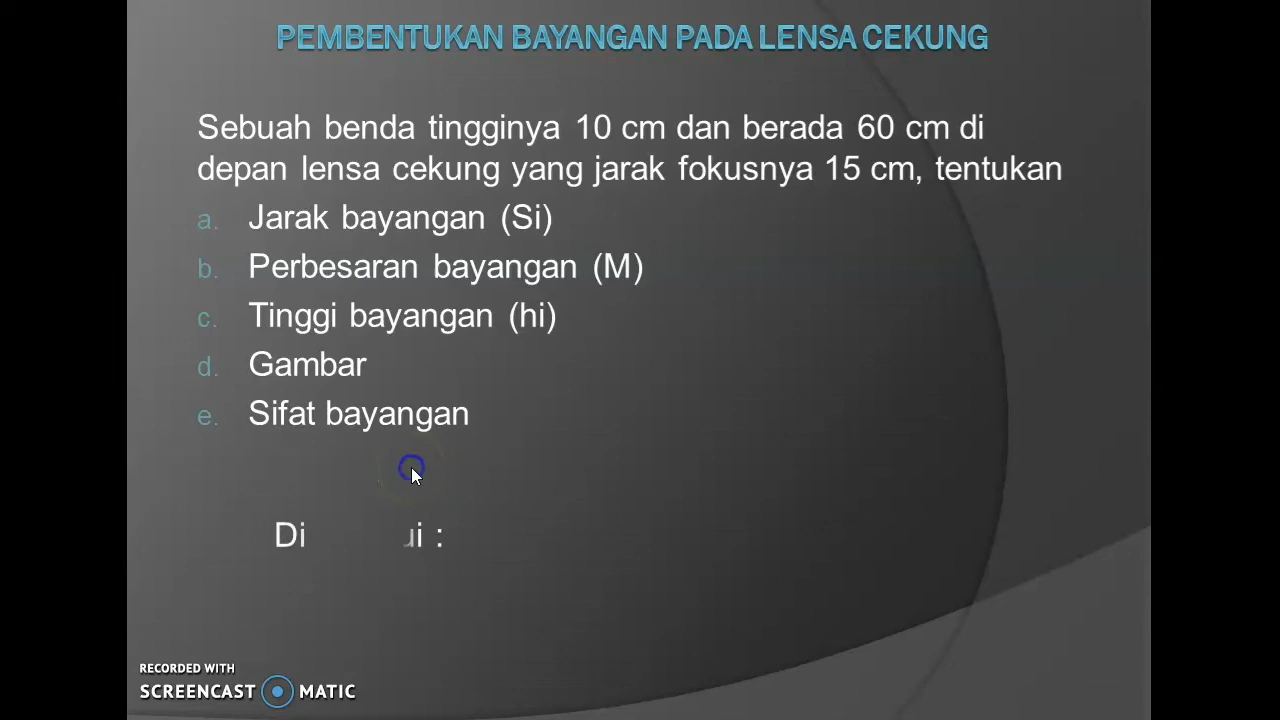 PEMBENTUKAN BAYANGAN PADA LENSA CEKUNG
Sebuah benda tingginya 10 cm dan berada 60 cm di
depan lensa cekung yang jarak fokusnya 15 cm, tentukan
a. Jarak bayangan (Si)
b. Perbesaran bayangan (M)
c. Tinggi bayangan (hi)
d. Gambar
e. Sifat bayangan
Di ui :
RECORDED WITH
SCREENCAST MATIC